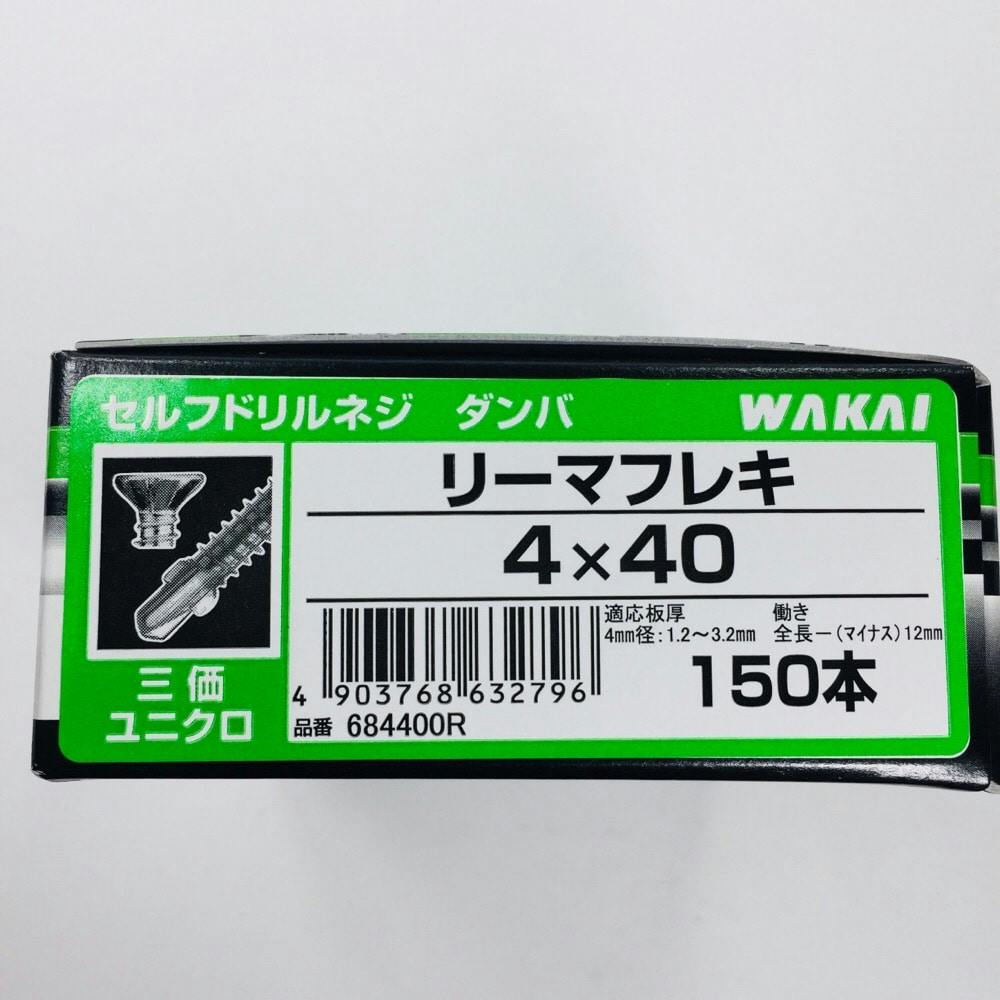 セルフドリルネジ ダンバ WAKAI
リーマフレキ
4×40
適応板厚 働き
4mm径:1.2～3.2mm 全長ー(マイナス)12mm
150本
4 903768 632796
品番 684400R
三価
ユニクロ